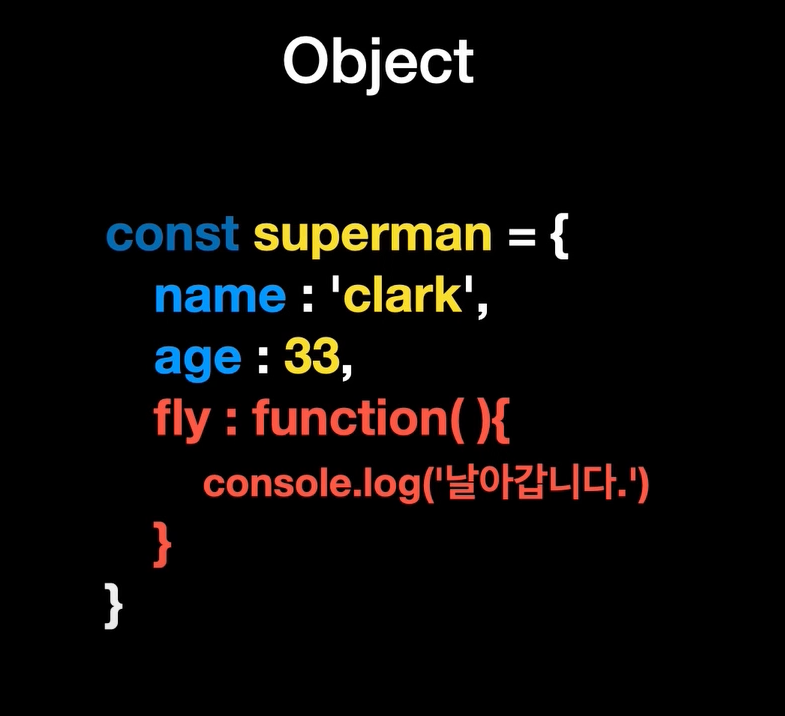 Object
const superman = {
name : 'clark',
age : 33,
fly : function( ){
console.log('날아갑니다.')
}
}